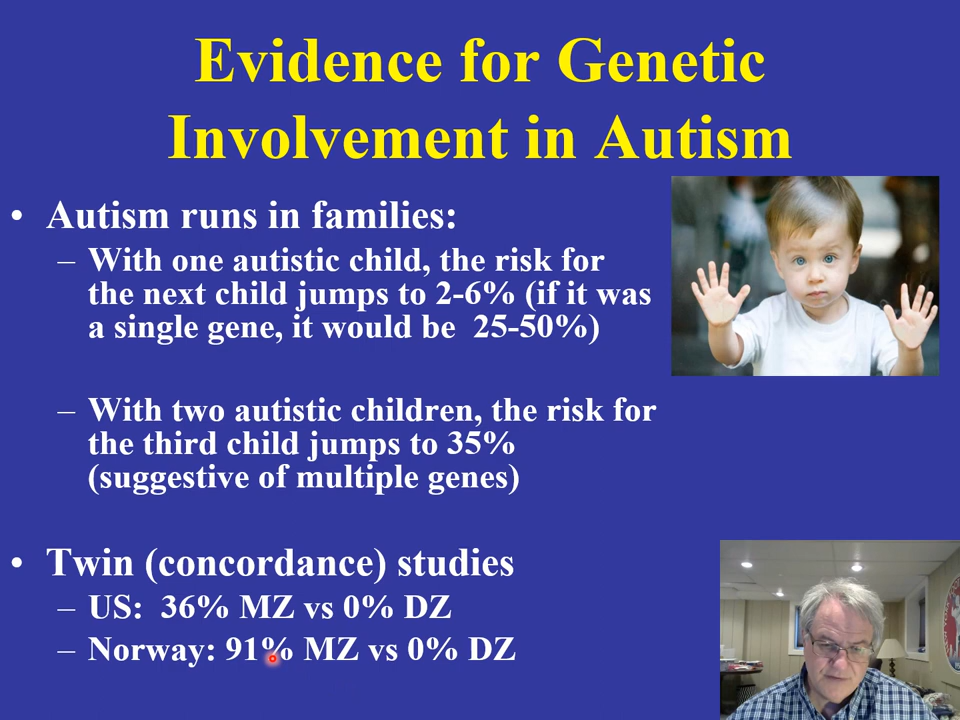 Evidence for Genetic
Involvement in Autism
• Autism runs in families:
– With one autistic child, the risk for
the next child jumps to 2-6% (if it was
a single gene, it would be 25-50%)
– With two autistic children, the risk for
the third child jumps to 35%
(suggestive of multiple genes)
• Twin (concordance) studies
– US: 36% MZ vs 0% DZ
– Norway: 91% MZ vs 0% DZ